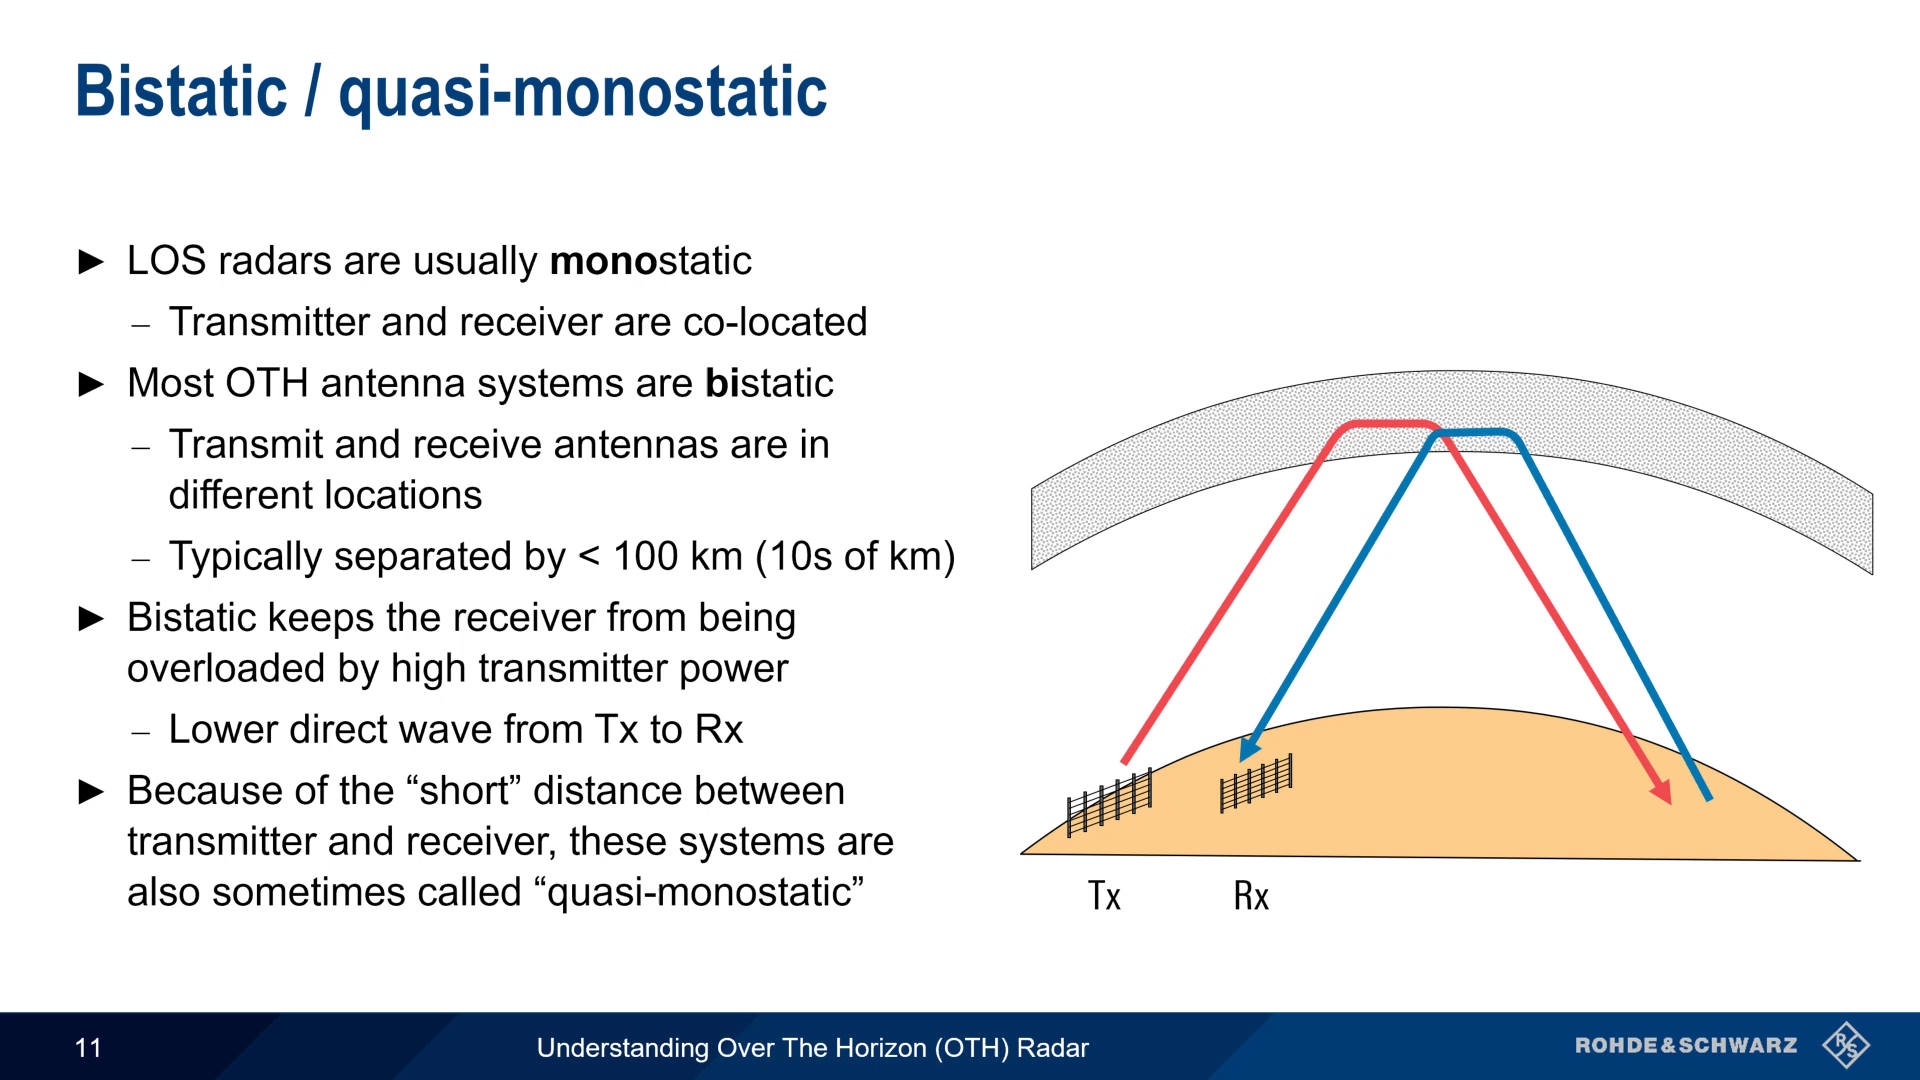 Bistatic / quasi-monostatic
► LOS radars are usually monostatic
– Transmitter and receiver are co-located
► Most OTH antenna systems are bistatic
– Transmit and receive antennas are in
different locations
– Typically separated by < 100 km (10s of km)
► Bistatic keeps the receiver from being
overloaded by high transmitter power
– Lower direct wave from Tx to Rx
► Because of the “short” distance between
transmitter and receiver, these systems are
also sometimes called “quasi-monostatic”
Tx
Rx
11
Understanding Over The Horizon (OTH) Radar
ROHDE&SCHWARZ
R&S